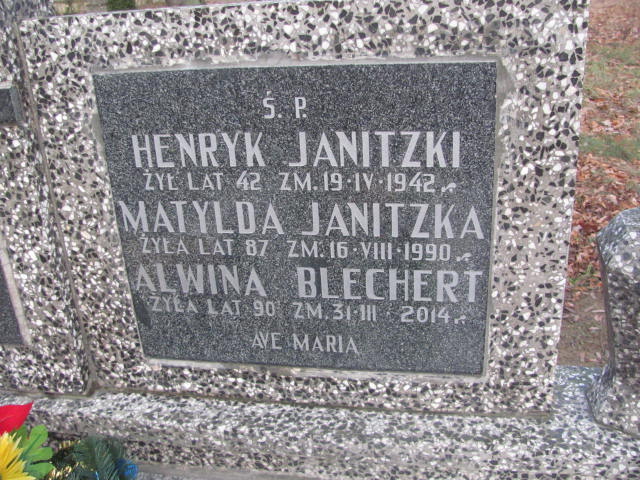 Ś. P.
HENRYK JANITZKI
ŻYŁ LAT 42 ZM. 19·IV·1942 r.
MATYLDA JANITZKA
ŻYŁA LAT 87 ZM. 16·VIII·1990 r.
ALWINA BLECHERT
ŻYŁA LAT 90 ZM. 31·III·2014 r.
AVE MARIA